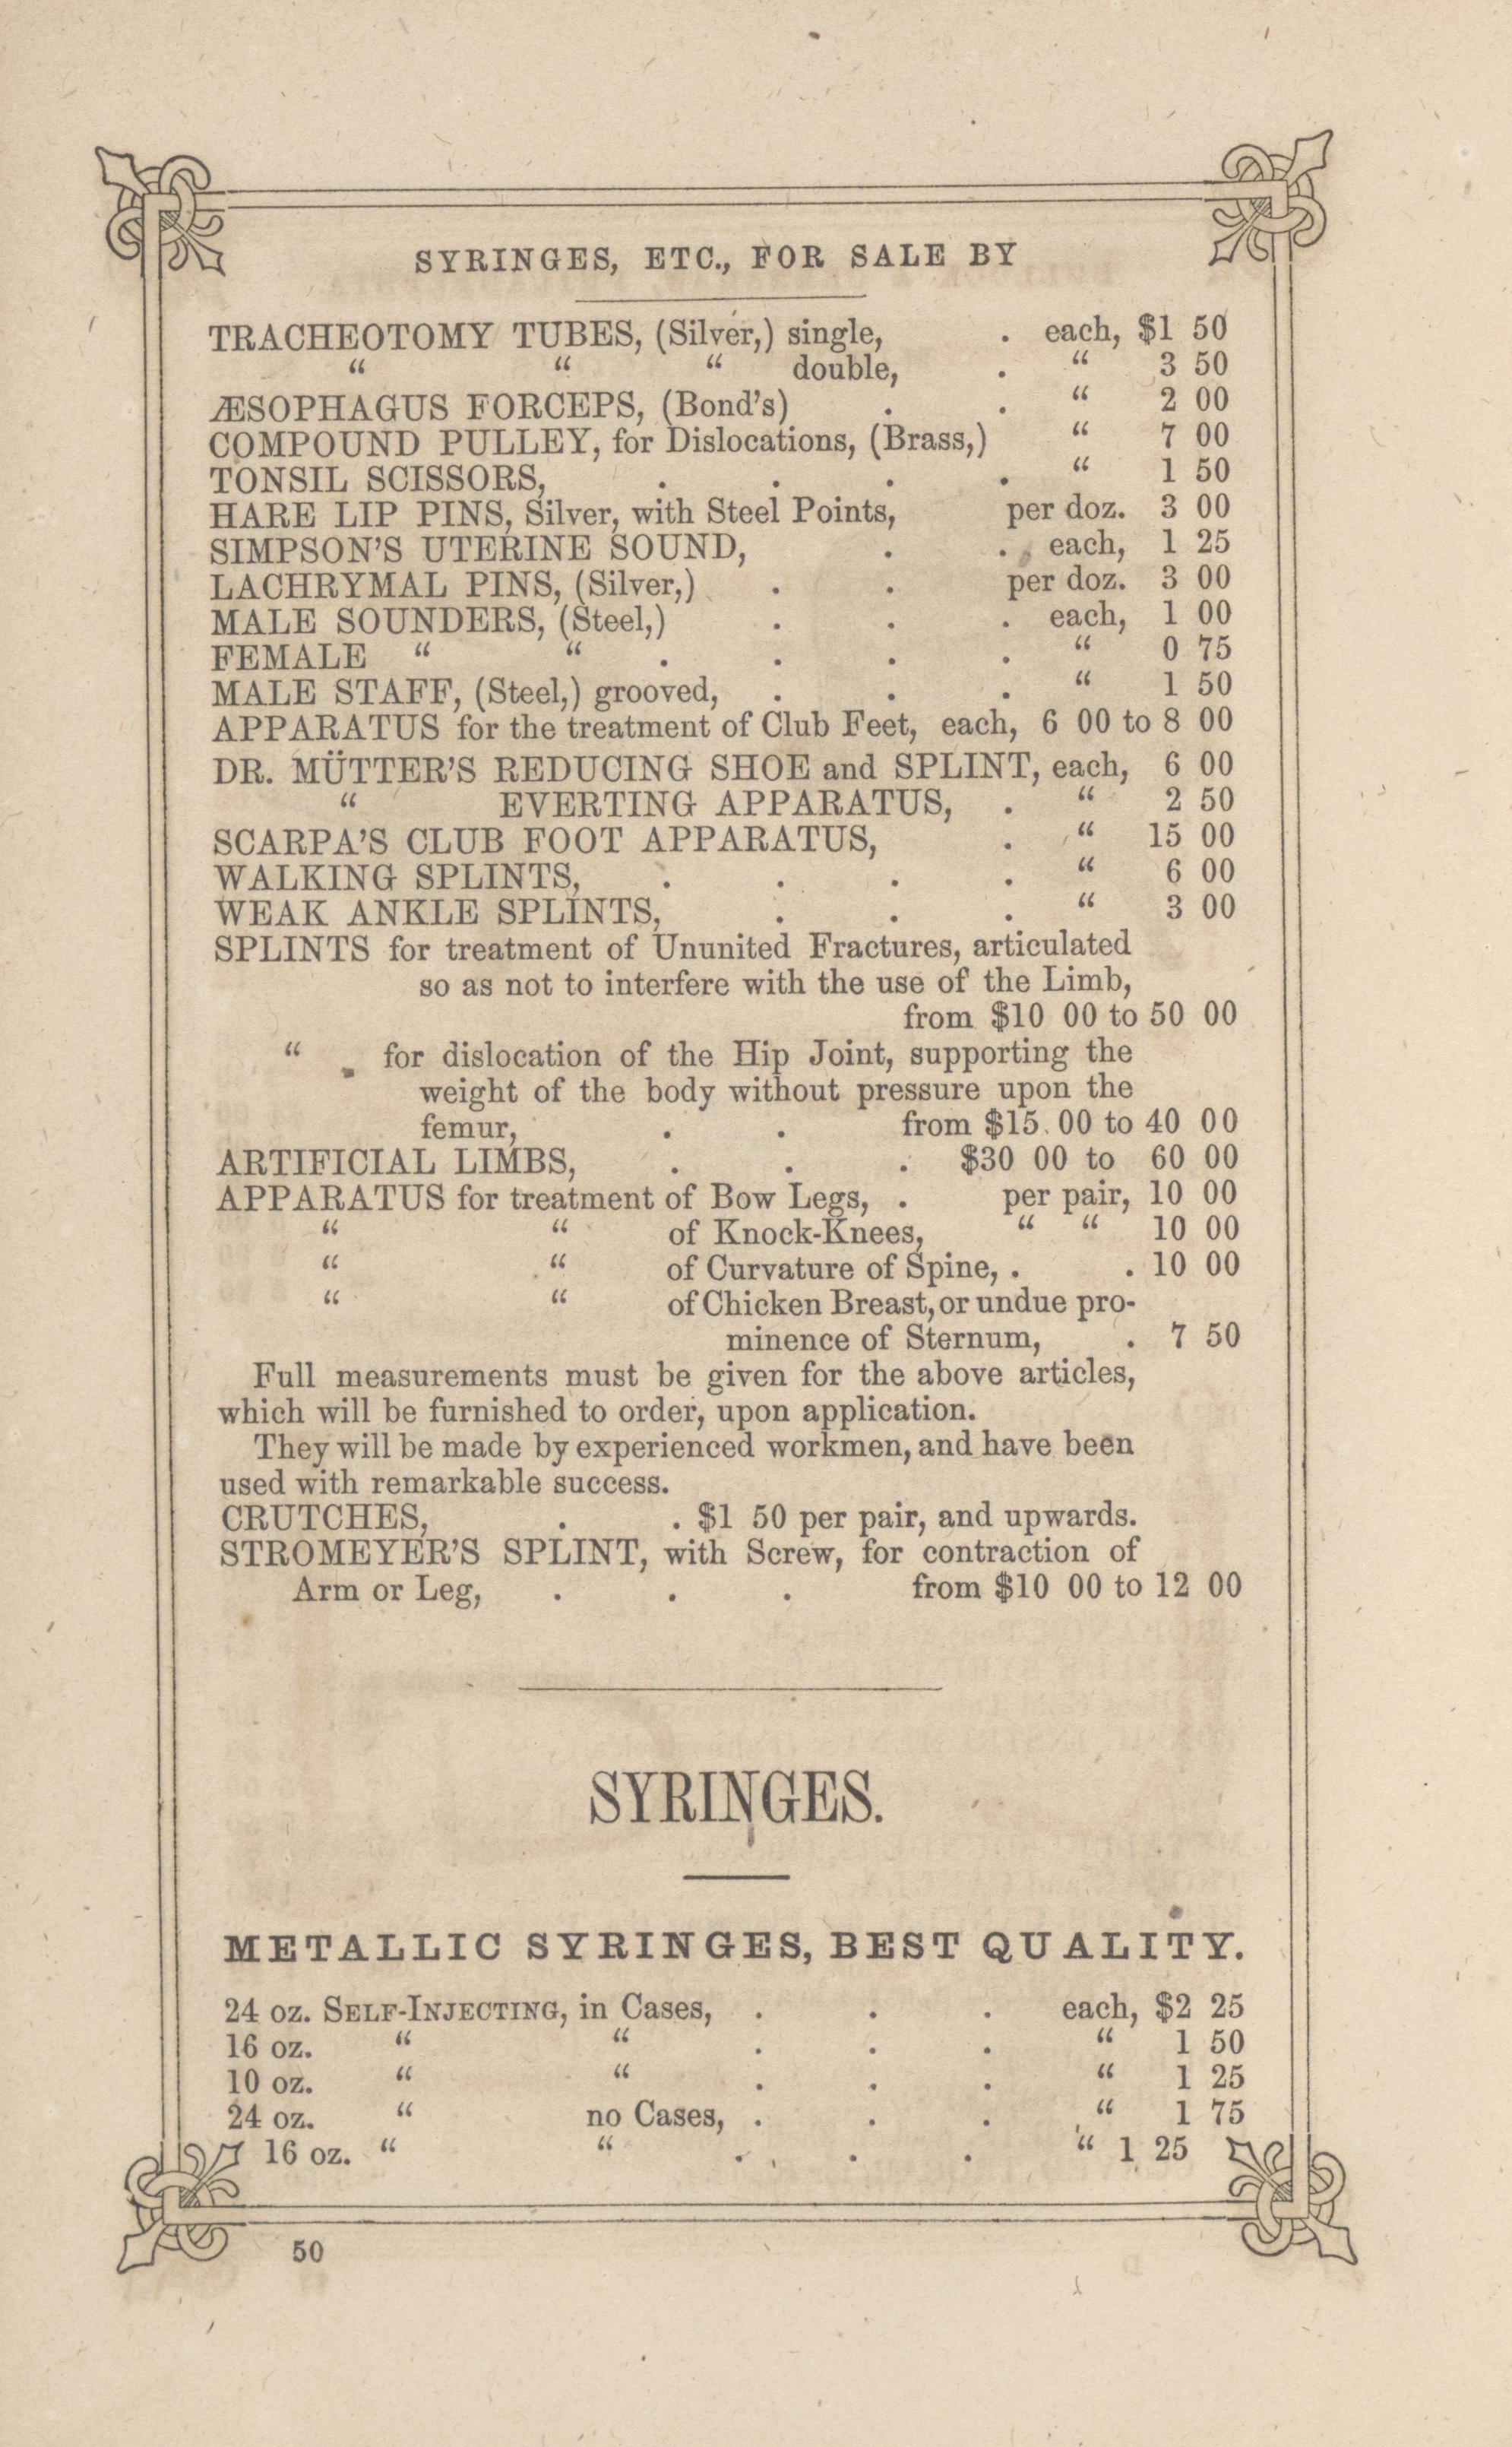 SYRINGES, ETC., FOR SALE BY
TRACHEOTOMY TUBES, (Silver,) single, . each, $1 50
“ “ “ double, . “ 3 50
ÆSOPHAGUS FORCEPS, (Bond's) . . “ 2 00
COMPOUND PULLEY, for Dislocations, (Brass,) “ 7 00
TONSIL SCISSORS, . . . . “ 1 50
HARE LIP PINS, Silver, with Steel Points, per doz. 3 00
SIMPSON'S UTERINE SOUND, . . each, 1 25
LACHRYMAL PINS, (Silver,) . . per doz. 3 00
MALE SOUNDERS, (Steel,) . . . each, 1 00
FEMALE “ “ . . . . “ 0 75
MALE STAFF, (Steel,) grooved, . . . “ 1 50
APPARATUS for the treatment of Club Feet, each, 6 00 to 8 00
DR. MÜTTER'S REDUCING SHOE and SPLINT, each, 6 00
“ EVERTING APPARATUS, . “ 2 50
SCARPA'S CLUB FOOT APPARATUS, . “ 15 00
WALKING SPLINTS, . . . . “ 6 00
WEAK ANKLE SPLINTS, . . . “ 3 00
SPLINTS for treatment of Ununited Fractures, articulated
so as not to interfere with the use of the Limb,
from $10 00 to 50 00
“ for dislocation of the Hip Joint, supporting the
weight of the body without pressure upon the
femur, . . from $15 00 to 40 00
ARTIFICIAL LIMBS, . . . $30 00 to 60 00
APPARATUS for treatment of Bow Legs, . per pair, 10 00
“ “ of Knock-Knees, “ “ 10 00
“ “ of Curvature of Spine, . . 10 00
“ “ of Chicken Breast, or undue pro-
minence of Sternum, . 7 50
Full measurements must be given for the above articles,
which will be furnished to order, upon application.
They will be made by experienced workmen, and have been
used with remarkable success.
CRUTCHES, . . $1 50 per pair, and upwards.
STROMEYER'S SPLINT, with Screw, for contraction of
Arm or Leg, . . . from $10 00 to 12 00
SYRINGES.
METALLIC SYRINGES, BEST QUALITY.
24 oz. SELF-INJECTING, in Cases, . . . each, $2 25
16 oz. “ “ . . . “ 1 50
10 oz. “ “ . . . “ 1 25
24 oz. “ no Cases, . . . “ 1 75
16 oz. “ “ . . . “ 1 25
50